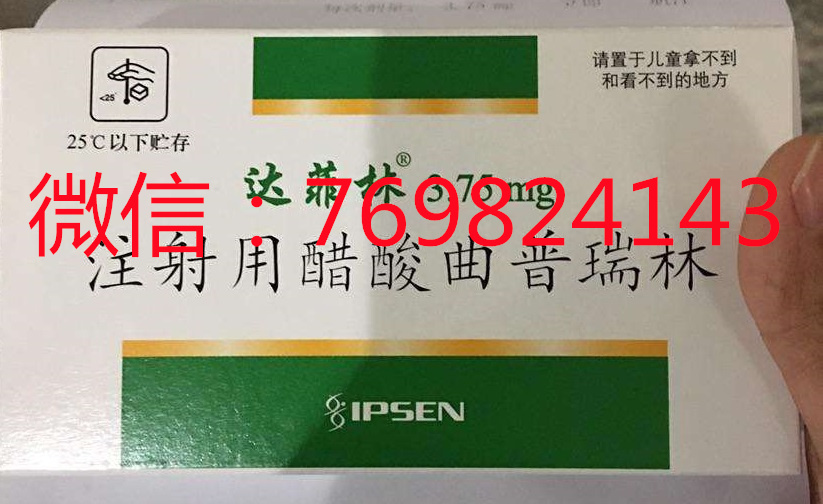 <25°
25℃以下贮存
请置于儿童拿不到
和看不到的地方
达菲林® 3.75 mg
微信：769824143
注射用醋酸曲普瑞林
IPSEN